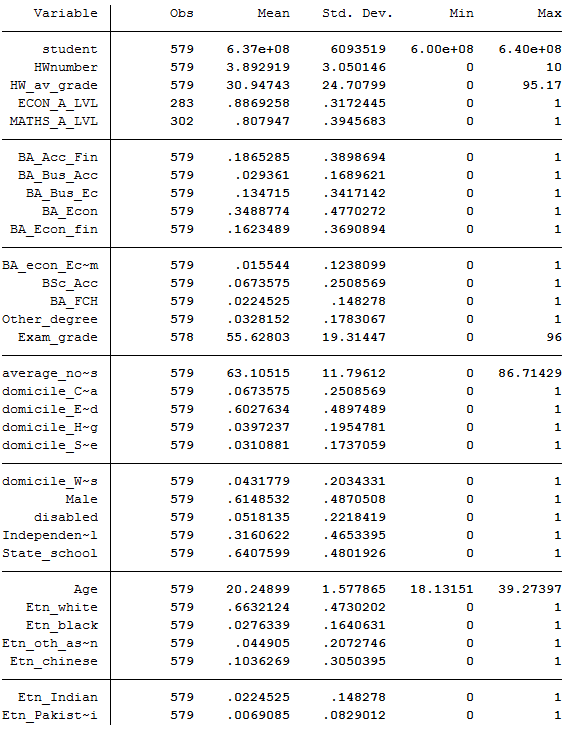 Variable Obs Mean Std. Dev. Min Max
student 579 6.37e+08 6093519 6.00e+08 6.40e+08
HWnumber 579 3.892919 3.050146 0 10
HW_av_grade 579 30.94743 24.70799 0 95.17
ECON_A_LVL 283 .8869258 .3172445 0 1
MATHS_A_LVL 302 .807947 .3945683 0 1
BA_Acc_Fin 579 .1865285 .3898694 0 1
BA_Bus_Acc 579 .029361 .1689621 0 1
BA_Bus_Ec 579 .134715 .3417142 0 1
BA_Econ 579 .3488774 .4770272 0 1
BA_Econ_fin 579 .1623489 .3690894 0 1
BA_econ_Ec~m 579 .015544 .1238099 0 1
BSc_Acc 579 .0673575 .2508569 0 1
BA_FCH 579 .0224525 .148278 0 1
Other_degree 579 .0328152 .1783067 0 1
Exam_grade 578 55.62803 19.31447 0 96
average_no~s 579 63.10515 11.79612 0 86.71429
domicile_C~a 579 .0673575 .2508569 0 1
domicile_E~d 579 .6027634 .4897489 0 1
domicile_H~g 579 .0397237 .1954781 0 1
domicile_S~e 579 .0310881 .1737059 0 1
domicile_W~s 579 .0431779 .2034331 0 1
Male 579 .6148532 .4870508 0 1
disabled 579 .0518135 .2218419 0 1
Independen~l 579 .3160622 .4653395 0 1
State_school 579 .6407599 .4801926 0 1
Age 579 20.24899 1.577865 18.13151 39.27397
Etn_white 579 .6632124 .4730202 0 1
Etn_black 579 .0276339 .1640631 0 1
Etn_oth_as~n 579 .044905 .2072746 0 1
Etn_chinese 579 .1036269 .3050395 0 1
Etn_Indian 579 .0224525 .148278 0 1
Etn_Pakist~i 579 .0069085 .0829012 0 1